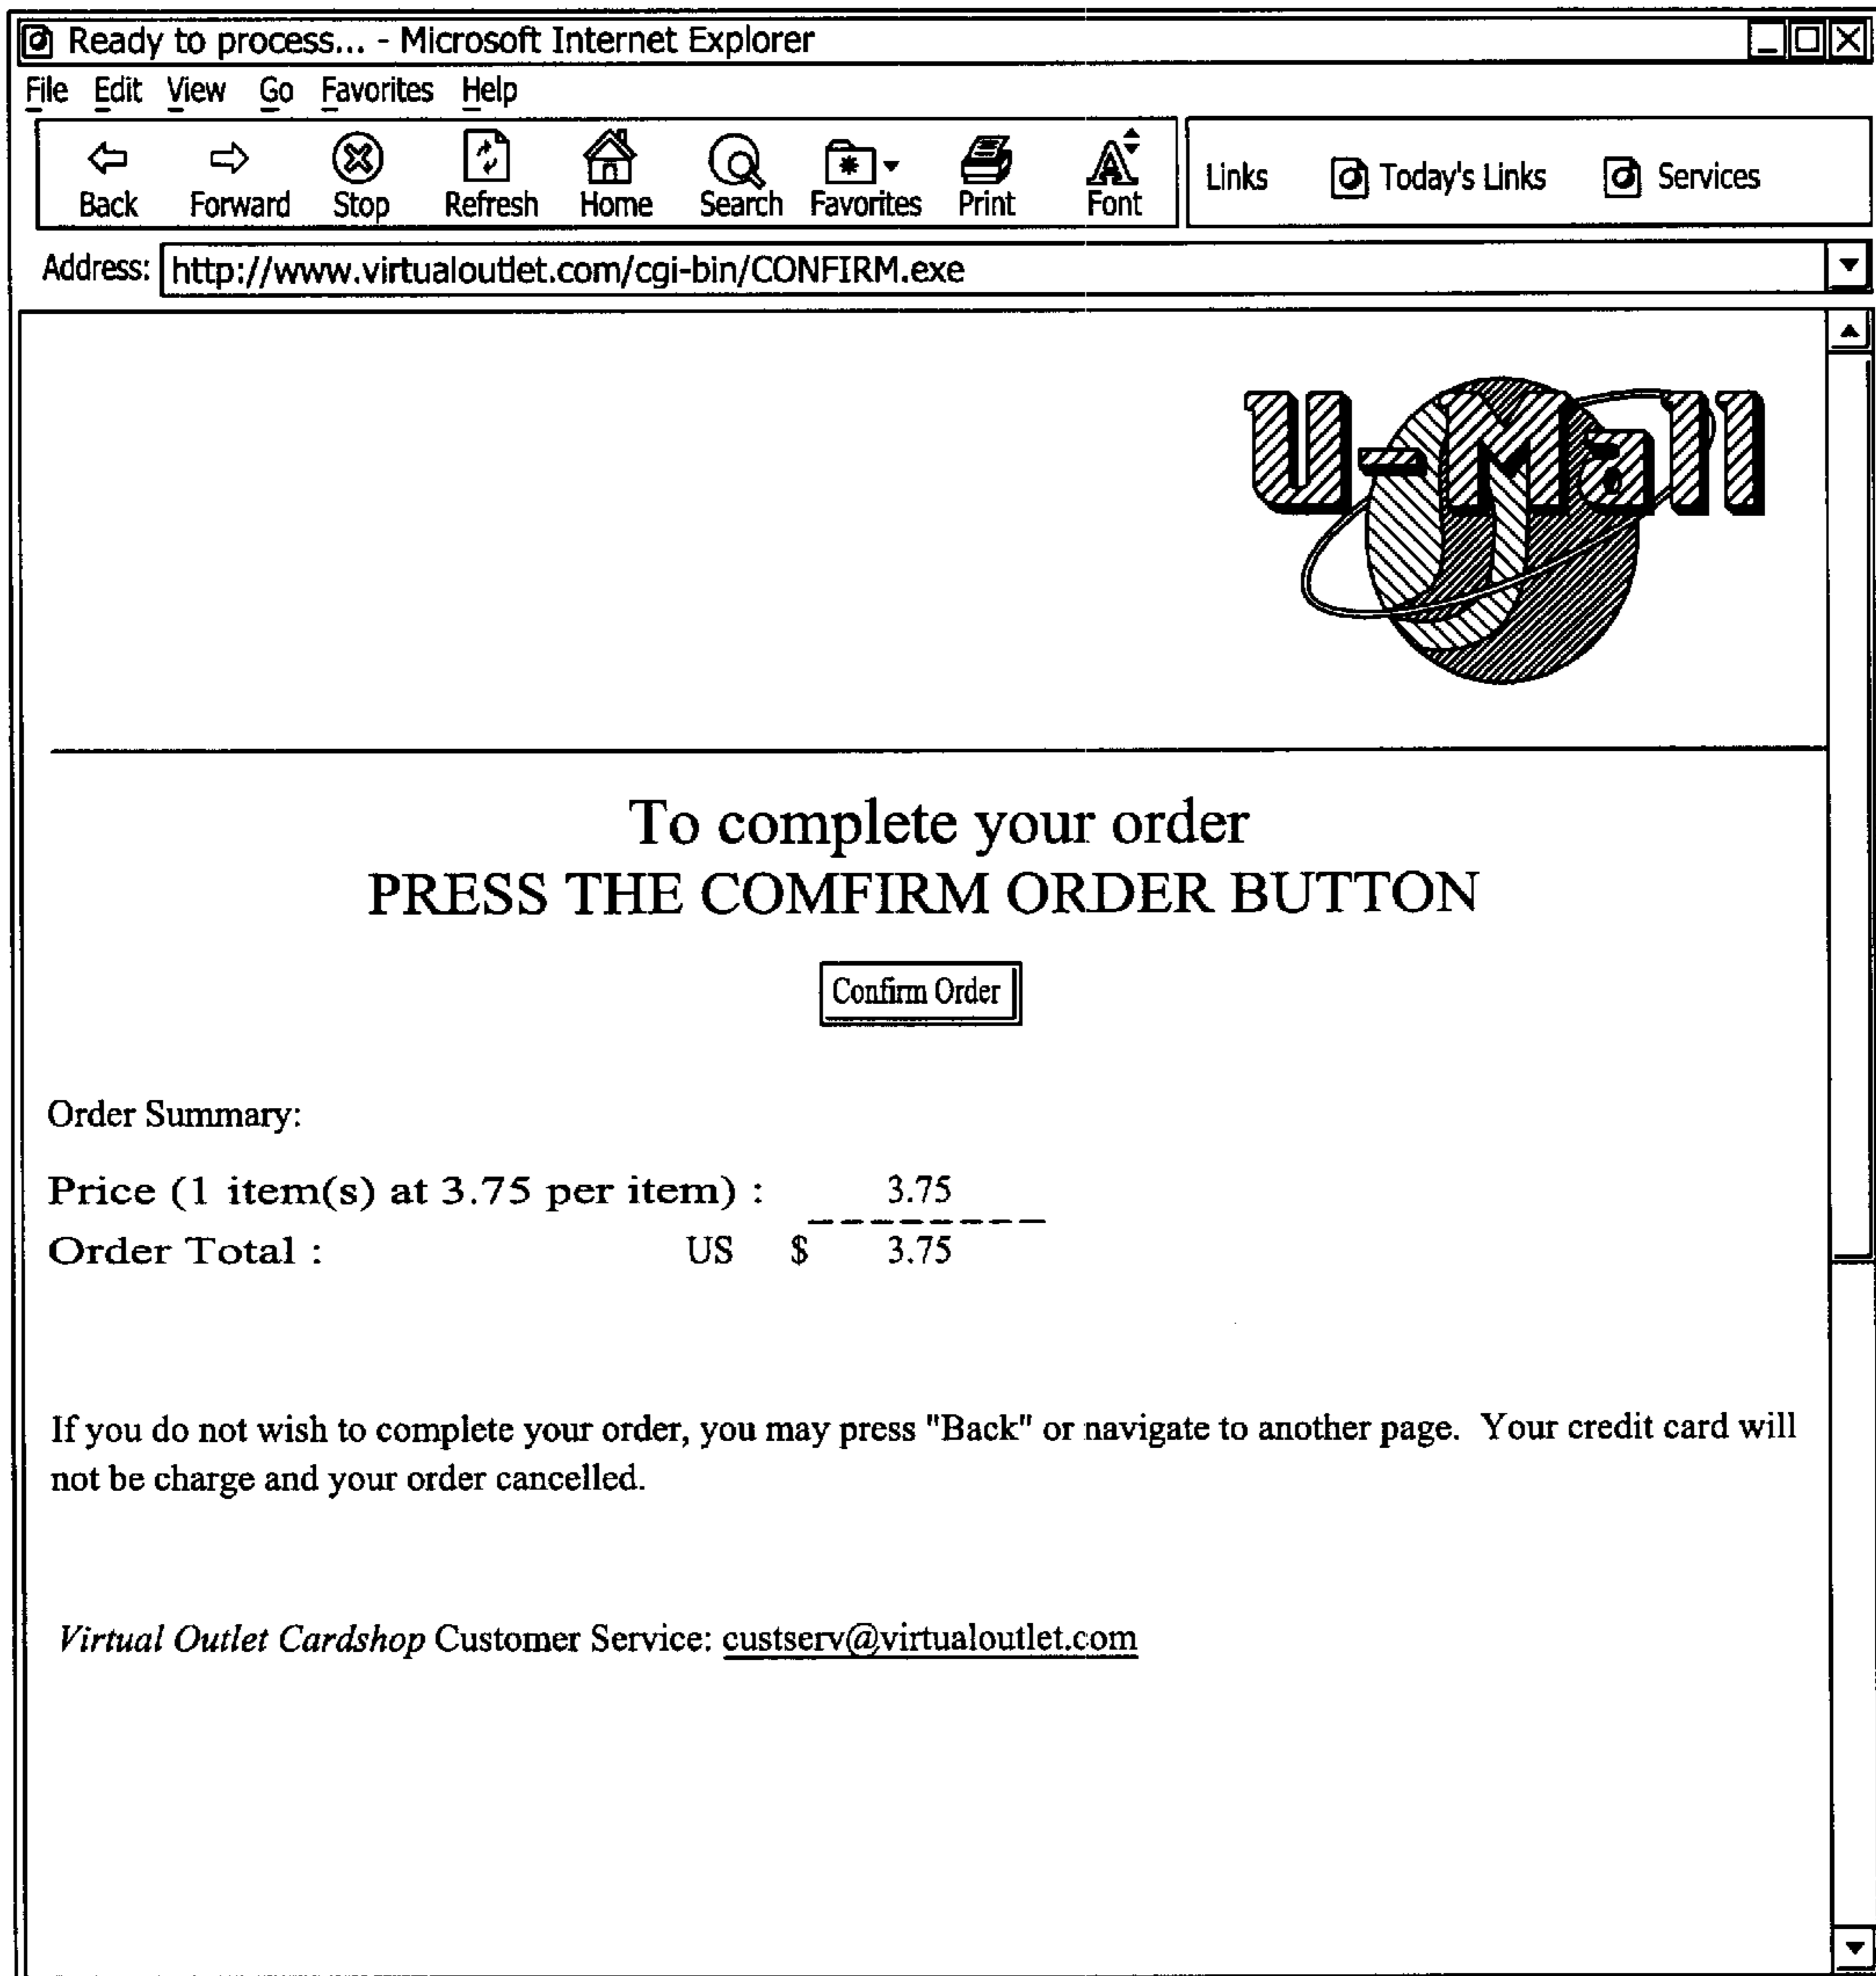 Ready to process... - Microsoft Internet Explorer
File Edit View Go Favorites Help
Back Forward Stop Refresh Home Search Favorites Print Font Links Today's Links Services
Address: http://www.virtualoutlet.com/cgi-bin/CONFIRM.exe
U-Mall
To complete your order
PRESS THE COMFIRM ORDER BUTTON
Confirm Order
Order Summary:
Price (1 item(s) at 3.75 per item) : 3.75
Order Total : US $ 3.75
If you do not wish to complete your order, you may press "Back" or navigate to another page. Your credit card will
not be charge and your order cancelled.
Virtual Outlet Cardshop Customer Service: custserv@virtualoutlet.com